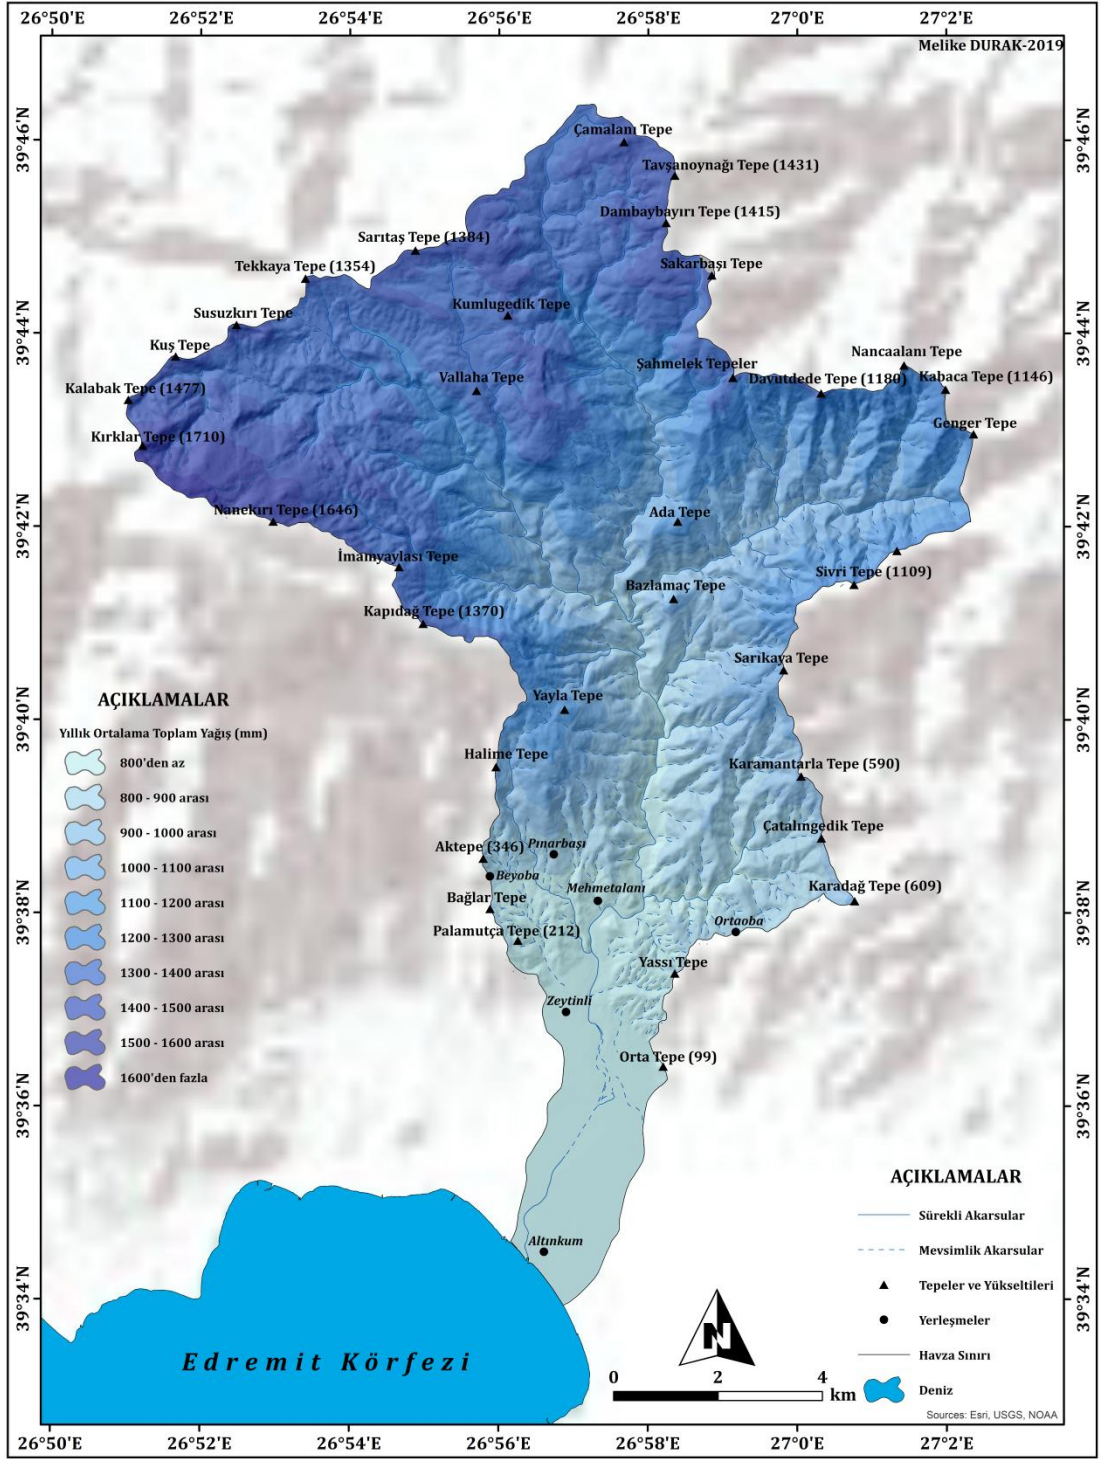 26°50'E 26°52'E 26°54'E 26°56'E 26°58'E 27°0'E 27°2'E
Melike DURAK-2019
39°46'N
39°46'N
Çamalanı Tepe
Tavşanoynağı Tepe (1431)
Dambaybayırı Tepe (1415)
Sarıtaş Tepe (1384)
Sakarbaşı Tepe
Tekkaya Tepe (1354)
Kumlugedik Tepe
Susuzkırı Tepe
39°44'N
39°44'N
Kuş Tepe
Nancaalanı Tepe
Şahmelek Tepeler
Vallaha Tepe
Davutdede Tepe (1180)
Kabaca Tepe (1146)
Kalabak Tepe (1477)
Genger Tepe
Kırklar Tepe (1710)
39°42'N
39°42'N
Nanekırı Tepe (1646)
Ada Tepe
İmamyaylası Tepe
Sivri Tepe (1109)
Bazlamaç Tepe
Kapıdağ Tepe (1370)
Sarıkaya Tepe
39°40'N
39°40'N
Yayla Tepe
Halime Tepe
Karamantarla Tepe (590)
Çatalıngedik Tepe
Aktepe (346)
Pınarbaşı
Beyoba
Mehmetalanı
Karadağ Tepe (609)
Bağlar Tepe
39°38'N
39°38'N
Ortaoba
Palamutça Tepe (212)
Yassı Tepe
Zeytinli
Orta Tepe (99)
39°36'N
39°36'N
Altınkum
39°34'N
39°34'N
Edremit Körfezi
AÇIKLAMALAR
Yıllık Ortalama Toplam Yağış (mm)
800'den az
800 - 900 arası
900 - 1000 arası
1000 - 1100 arası
1100 - 1200 arası
1200 - 1300 arası
1300 - 1400 arası
1400 - 1500 arası
1500 - 1600 arası
1600'den fazla
AÇIKLAMALAR
Sürekli Akarsular
Mevsimlik Akarsular
Tepeler ve Yükseltileri
Yerleşmeler
Havza Sınırı
Deniz
N
0 2 4
km
Sources: Esri, USGS, NOAA
26°50'E 26°52'E 26°54'E 26°56'E 26°58'E 27°0'E 27°2'E